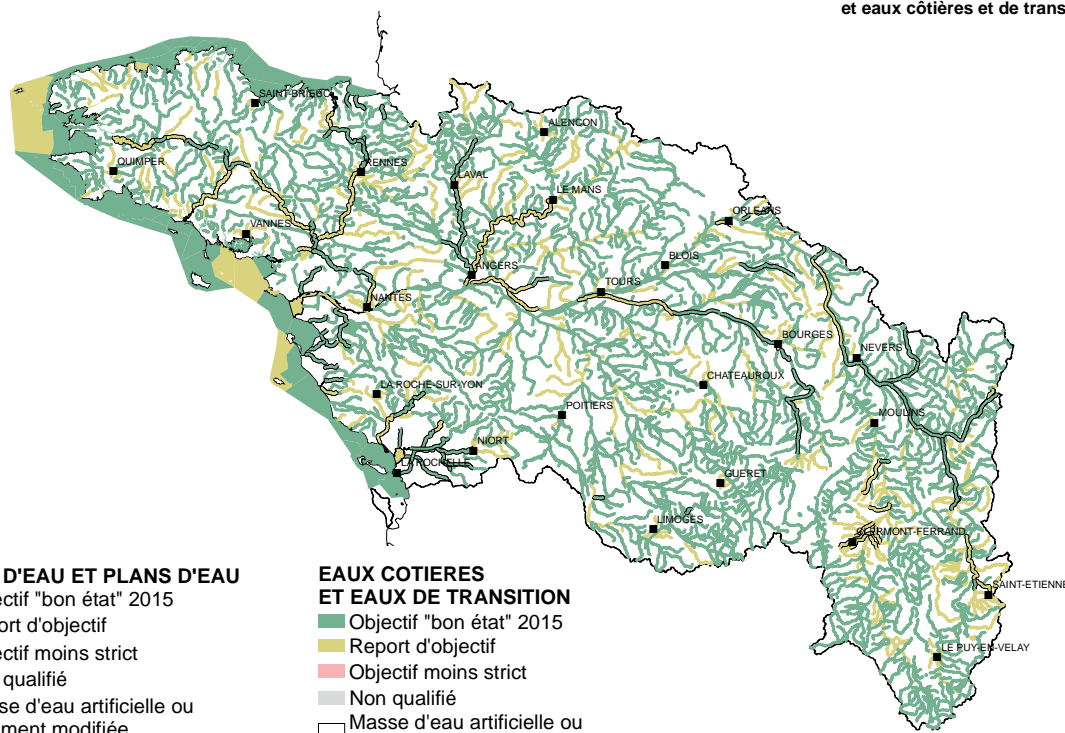 et eaux côtières et de trans
SAINT-BRIEUC
ALENCON
QUIMPER
RENNES
LAVAL
LE MANS
ORLEANS
VANNES
BLOIS
ANGERS
TOURS
NANTES
BOURGES
NEVERS
CHATEAUROUX
LA ROCHE-SUR-YON
POITIERS
MOULINS
NIORT
LA ROCHELLE
GUERET
LIMOGES
CLERMONT-FERRAND
SAINT-ETIENNE
LE PUY-EN-VELAY
D'EAU ET PLANS D'EAU
ectif "bon état" 2015
ort d'objectif
ectif moins strict
qualifié
se d'eau artificielle ou
ment modifiée
EAUX COTIERES
ET EAUX DE TRANSITION
Objectif "bon état" 2015
Report d'objectif
Objectif moins strict
Non qualifié
Masse d'eau artificielle ou